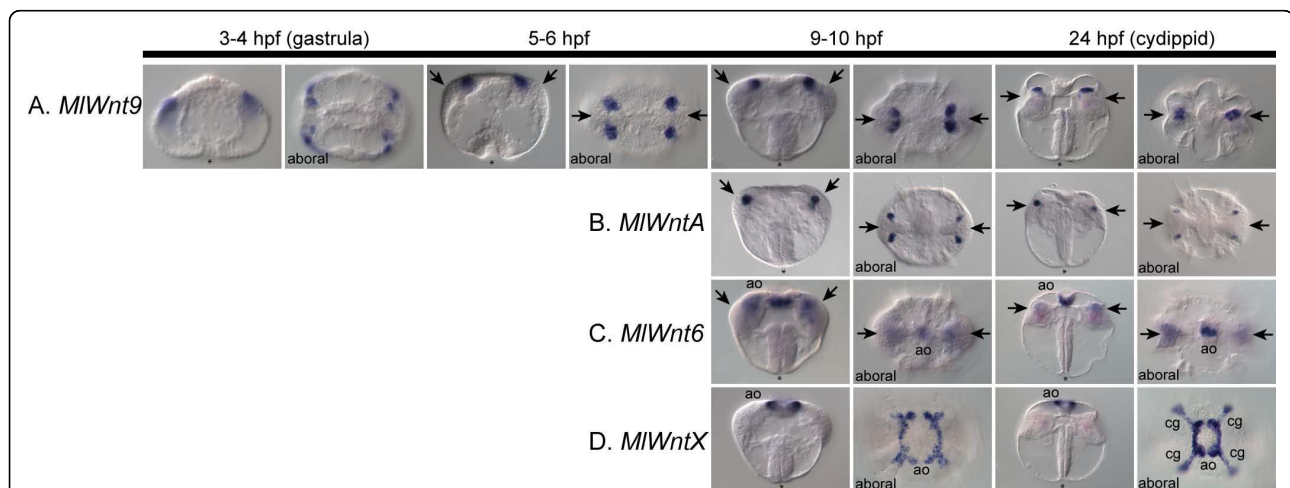 3-4 hpf (gastrula) 5-6 hpf 9-10 hpf 24 hpf (cydippid)
A. MlWnt9
* aboral * aboral * aboral * aboral
B. MlWntA
* aboral * aboral
C. MlWnt6
ao * ao aboral ao * ao aboral
D. MlWntX
ao * ao aboral ao * cg cg cg ao cg aboral